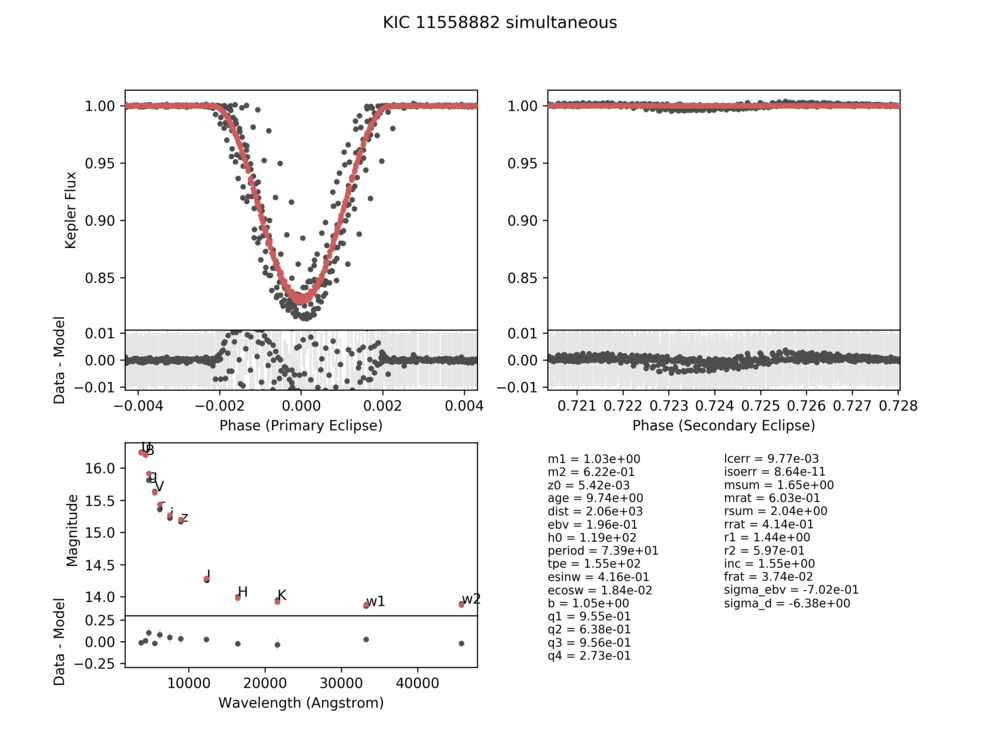 KIC 11558882 simultaneous
1.00
0.95
0.90
0.85
Kepler Flux
0.01
0.00
−0.01
Data - Model
−0.004 −0.002 0.000 0.002 0.004
Phase (Primary Eclipse)
1.00
0.95
0.90
0.85
0.01
0.00
−0.01
0.721 0.722 0.723 0.724 0.725 0.726 0.727 0.728
Phase (Secondary Eclipse)
16.0
15.5
15.0
14.5
14.0
Magnitude
U B g V r i z J H K w1 w2
0.25
0.00
−0.25
Data - Model
10000 20000 30000 40000
Wavelength (Angstrom)
m1 = 1.03e+00
m2 = 6.22e-01
z0 = 5.42e-03
age = 9.74e+00
dist = 2.06e+03
ebv = 1.96e-01
h0 = 1.19e+02
period = 7.39e+01
tpe = 1.55e+02
esinw = 4.16e-01
ecosw = 1.84e-02
b = 1.05e+00
q1 = 9.55e-01
q2 = 6.38e-01
q3 = 9.56e-01
q4 = 2.73e-01
lcerr = 9.77e-03
isoerr = 8.64e-11
msum = 1.65e+00
mrat = 6.03e-01
rsum = 2.04e+00
rrat = 4.14e-01
r1 = 1.44e+00
r2 = 5.97e-01
inc = 1.55e+00
frat = 3.74e-02
sigma_ebv = -7.02e-01
sigma_d = -6.38e+00